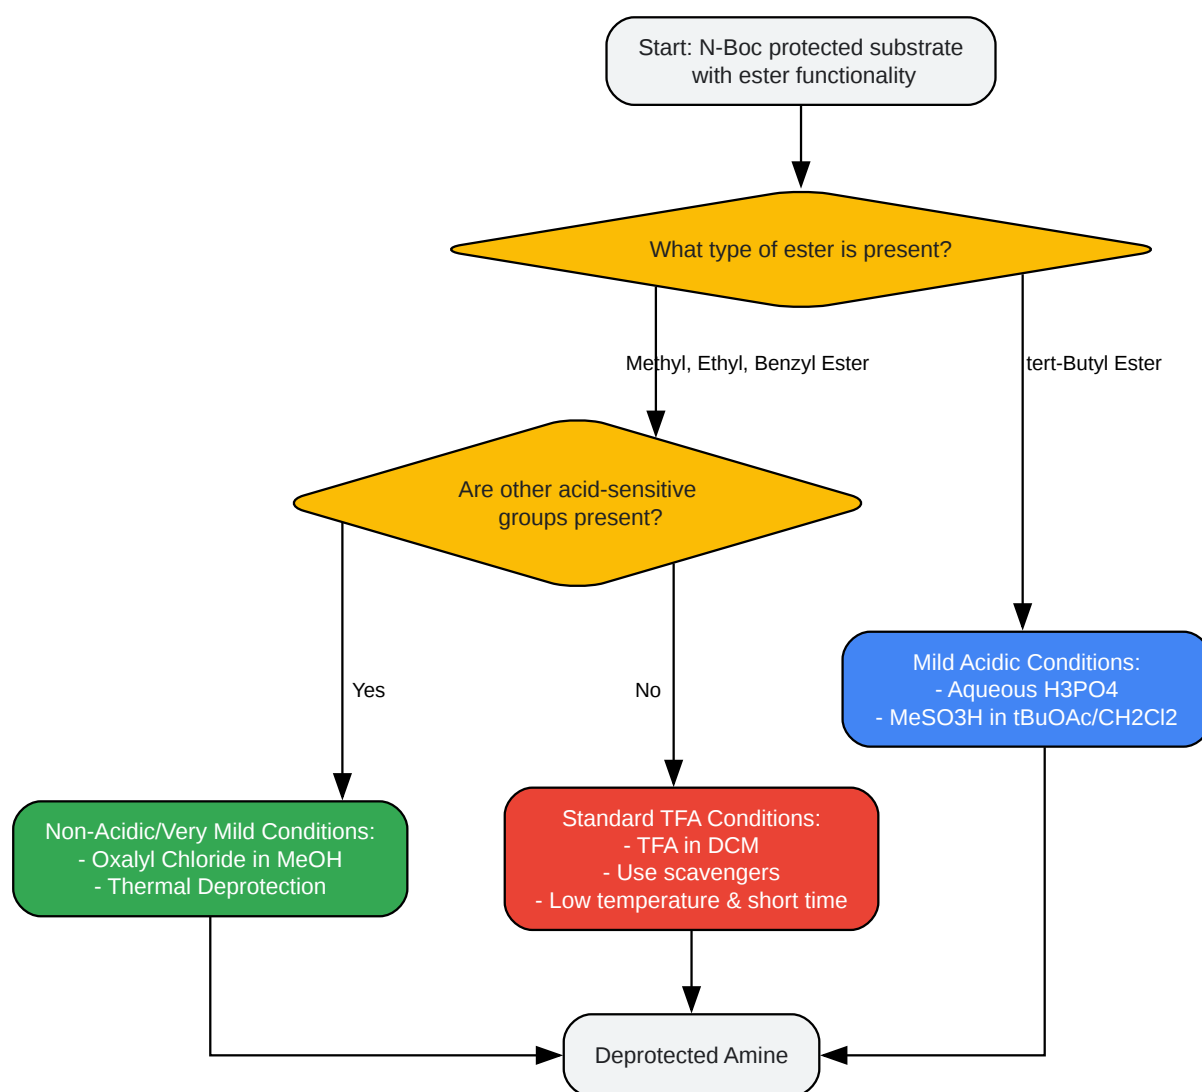 Start: N-Boc protected substrate
with ester functionality
What type of ester is present?
Methyl, Ethyl, Benzyl Ester
tert-Butyl Ester
Are other acid-sensitive
groups present?
Yes
No
Mild Acidic Conditions:
- Aqueous H3PO4
- MeSO3H in tBuOAc/CH2Cl2
Non-Acidic/Very Mild Conditions:
- Oxalyl Chloride in MeOH
- Thermal Deprotection
Standard TFA Conditions:
- TFA in DCM
- Use scavengers
- Low temperature & short time
Deprotected Amine